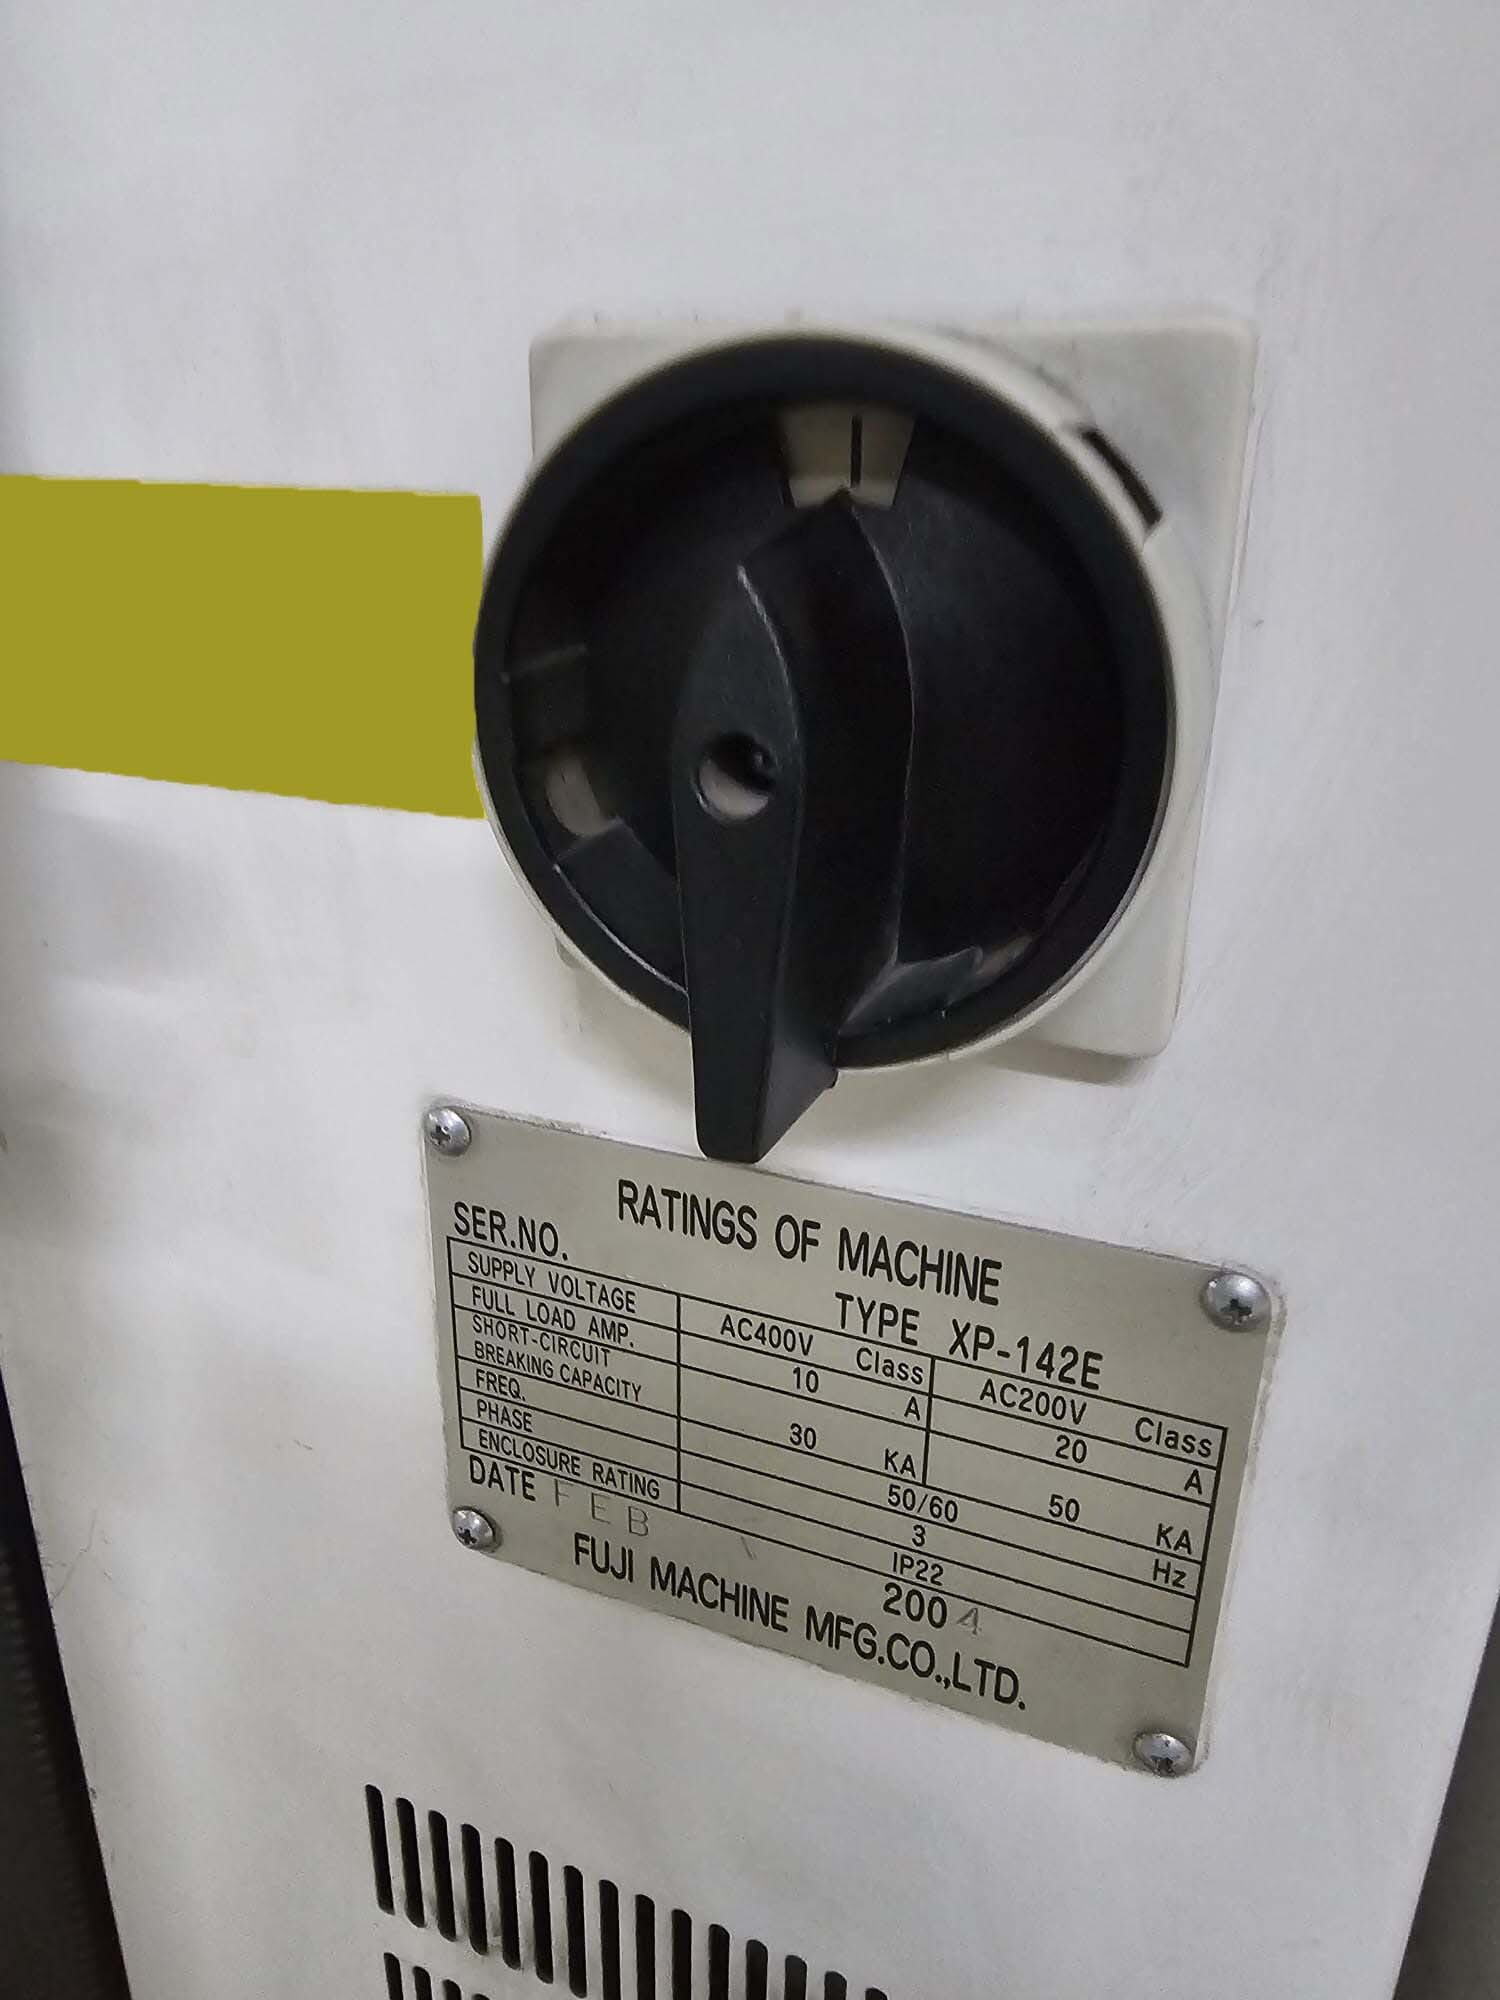 RATINGS OF MACHINE
SER.NO. TYPE XP-142E
SUPPLY VOLTAGE AC400V Class AC200V Class
FULL LOAD AMP. 10 A 20 A
SHORT-CIRCUIT
BREAKING CAPACITY 30 KA 50 KA
FREQ. 50/60 Hz
PHASE 3
ENCLOSURE RATING IP22
DATE FEB 2004
FUJI MACHINE MFG.CO.,LTD.